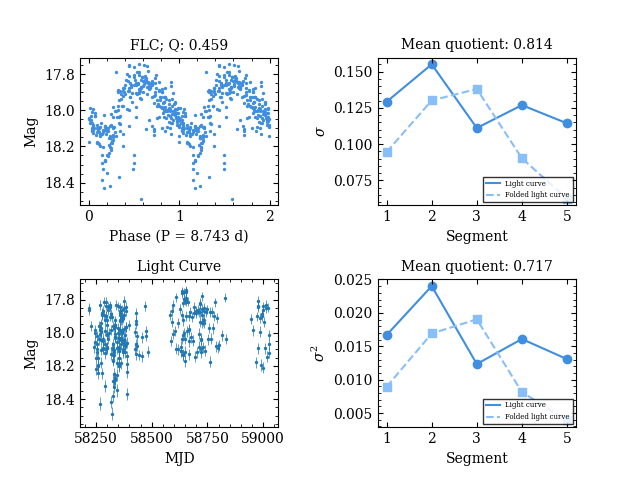 FLC; Q: 0.459
Mag
17.8
18.0
18.2
18.4
0
1
2
Phase (P = 8.743 d)
Mean quotient: 0.814
σ
0.150
0.125
0.100
0.075
1
2
3
4
5
Segment
Light curve
Folded light curve
Light Curve
Mag
17.8
18.0
18.2
18.4
58250
58500
58750
59000
MJD
Mean quotient: 0.717
σ²
0.025
0.020
0.015
0.010
0.005
1
2
3
4
5
Segment
Light curve
Folded light curve